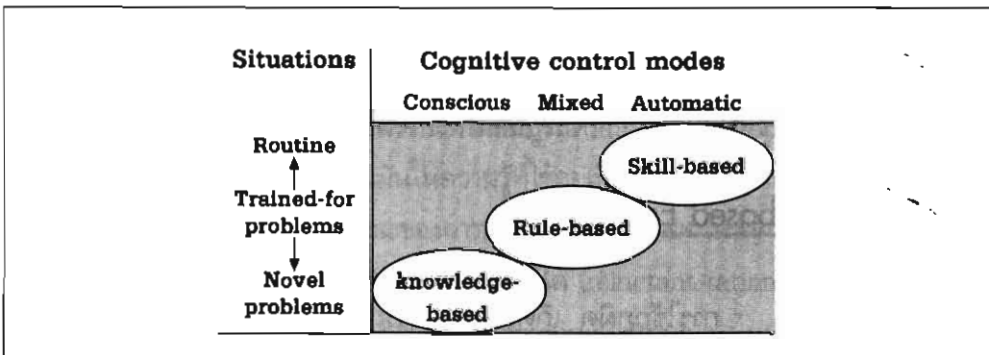 Situations
Cognitive control modes
Conscious Mixed Automatic
Routine
Skill-based
Trained-for
problems
Rule-based
Novel
problems
knowledge-
based
based